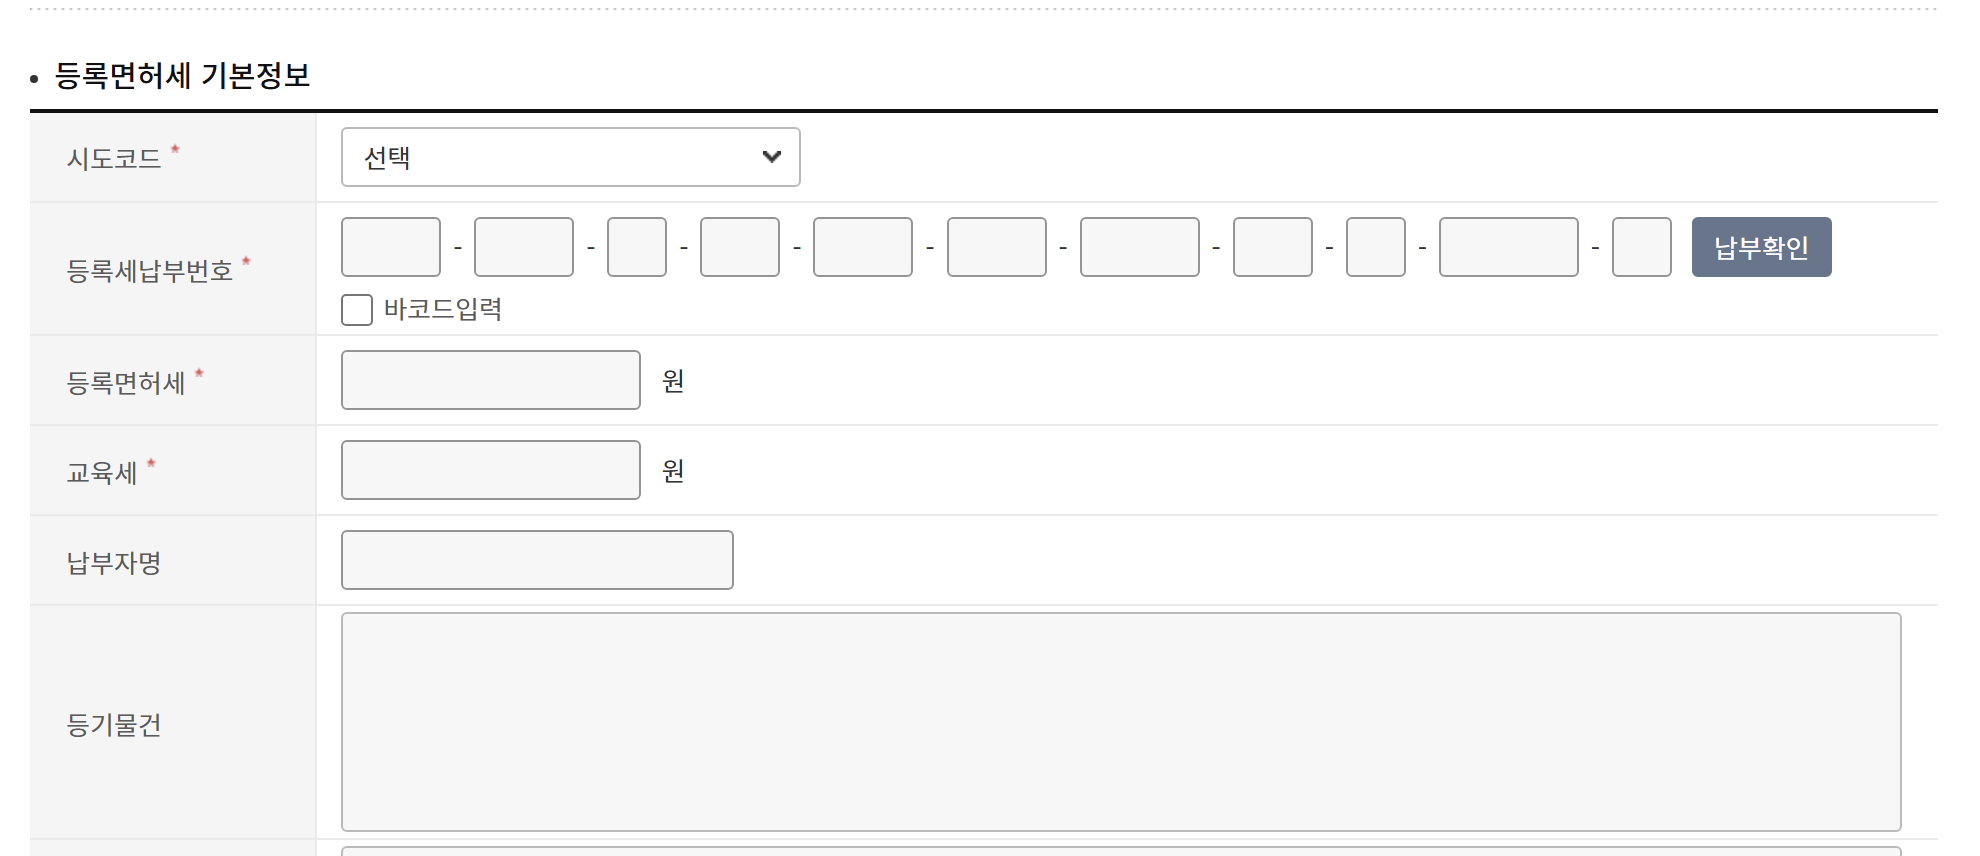 • 등록면허세 기본정보
시도코드 *
선택
등록세납부번호 *
- - - - - - - - - - 납부확인
바코드입력
등록면허세 *
원
교육세 *
원
납부자명
등기물건